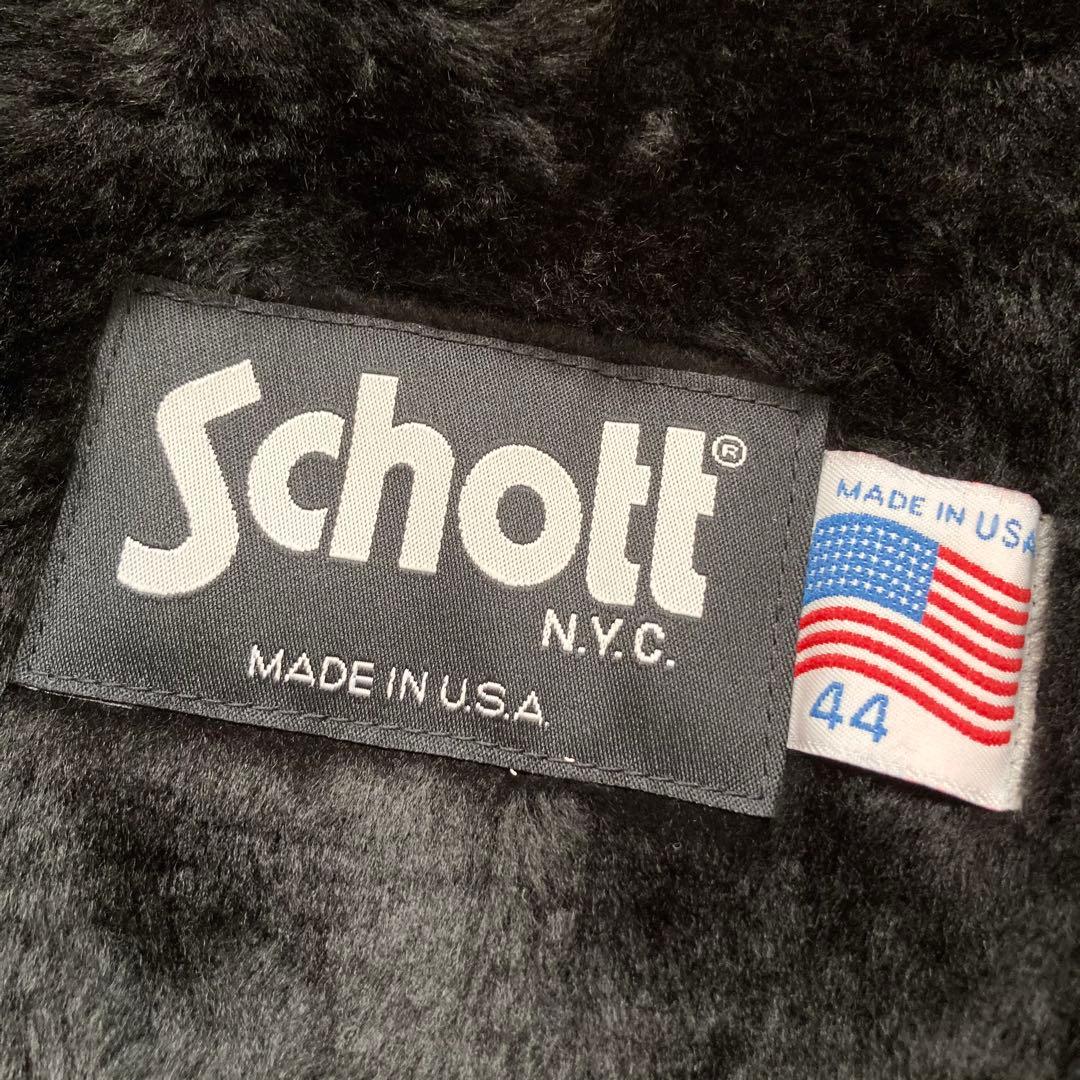 Schott®
N.Y.C.
MADE IN U.S.A.
MADE IN USA
44